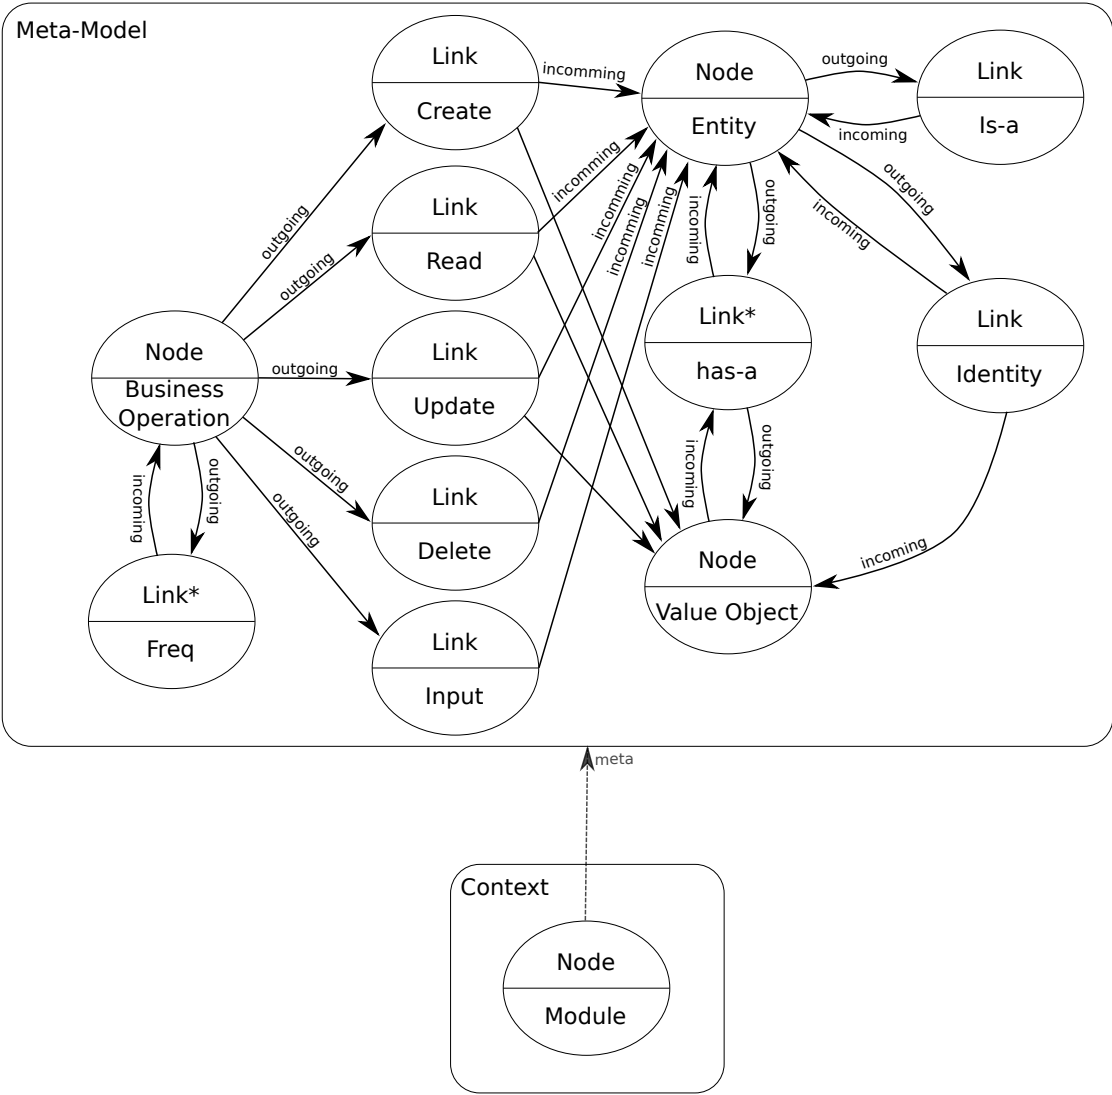 Meta-Model
Link
Create
incomming
Node
Entity
outgoing
incoming
Link
Is-a
outgoing
Link
Read
incomming
outgoing
incomming
incomming
incomming
incoming
outgoing
outgoing
incoming
Node
Business
Operation
outgoing
Link
Update
Link*
has-a
Link
Identity
outgoing
outgoing
Link
Delete
incoming
outgoing
incoming
outgoing
Link*
Freq
Link
Input
incoming
outgoing
Node
Value Object
incoming
meta
Context
Node
Module